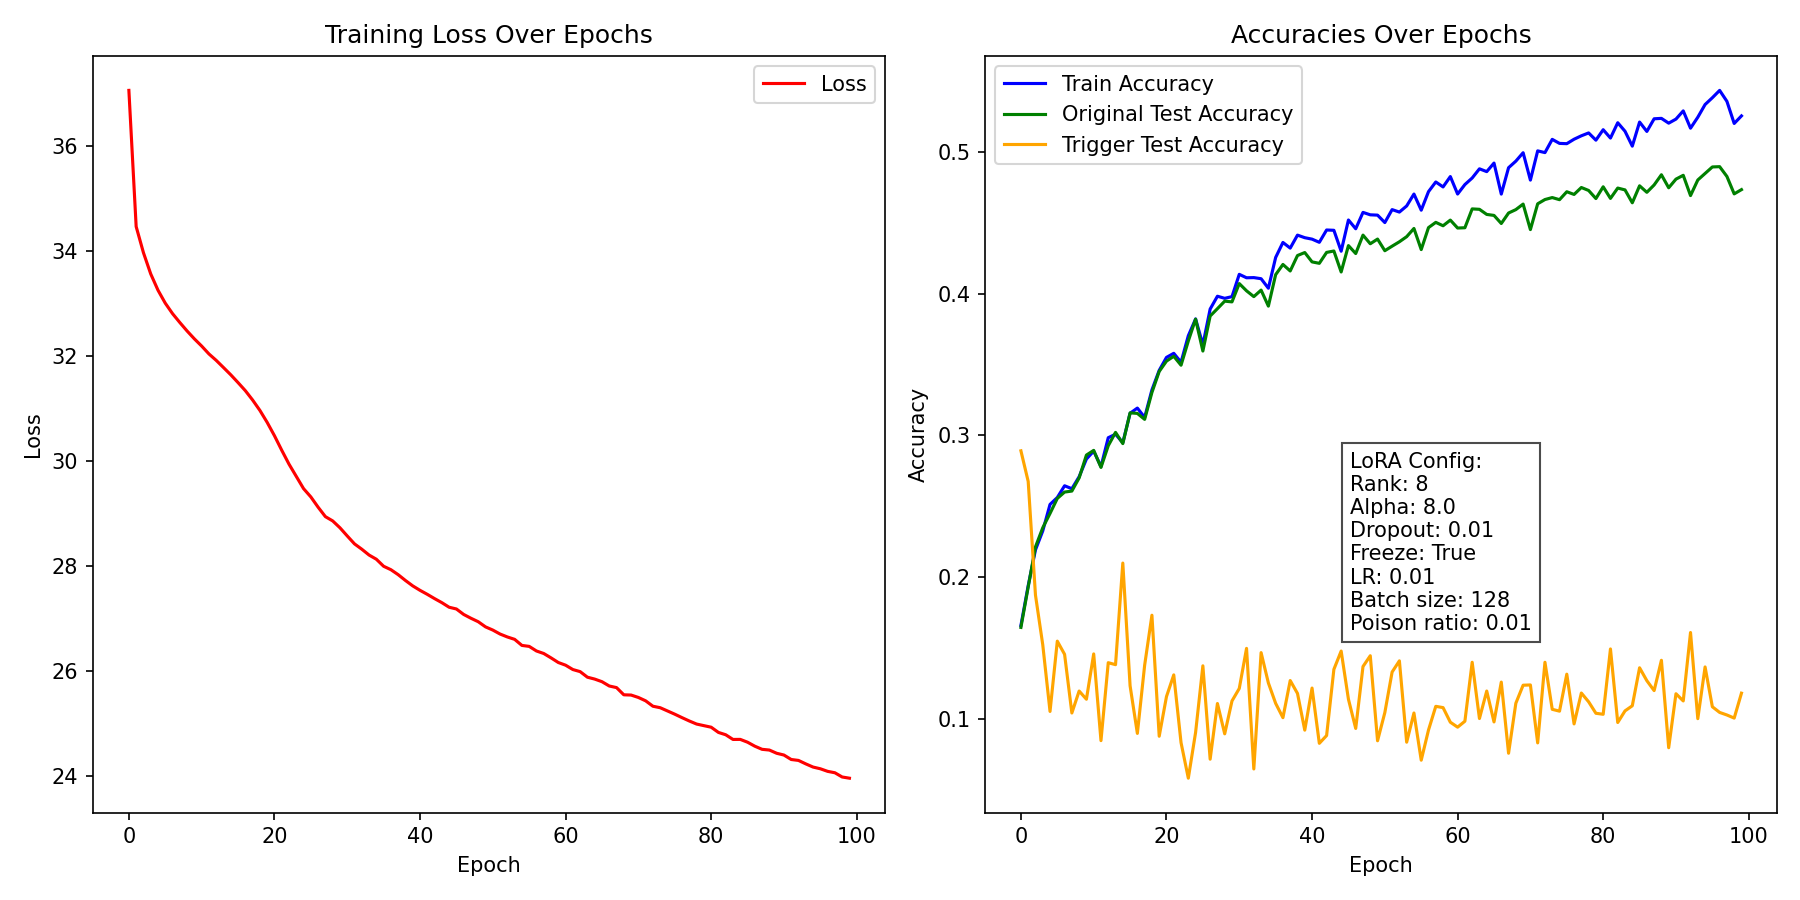 Training Loss Over Epochs
Loss
36
34
32
30
28
26
24
Loss
0 20 40 60 80 100
Epoch
Accuracies Over Epochs
Train Accuracy
Original Test Accuracy
Trigger Test Accuracy
0.5
0.4
0.3
0.2
0.1
Accuracy
LoRA Config:
Rank: 8
Alpha: 8.0
Dropout: 0.01
Freeze: True
LR: 0.01
Batch size: 128
Poison ratio: 0.01
0 20 40 60 80 100
Epoch